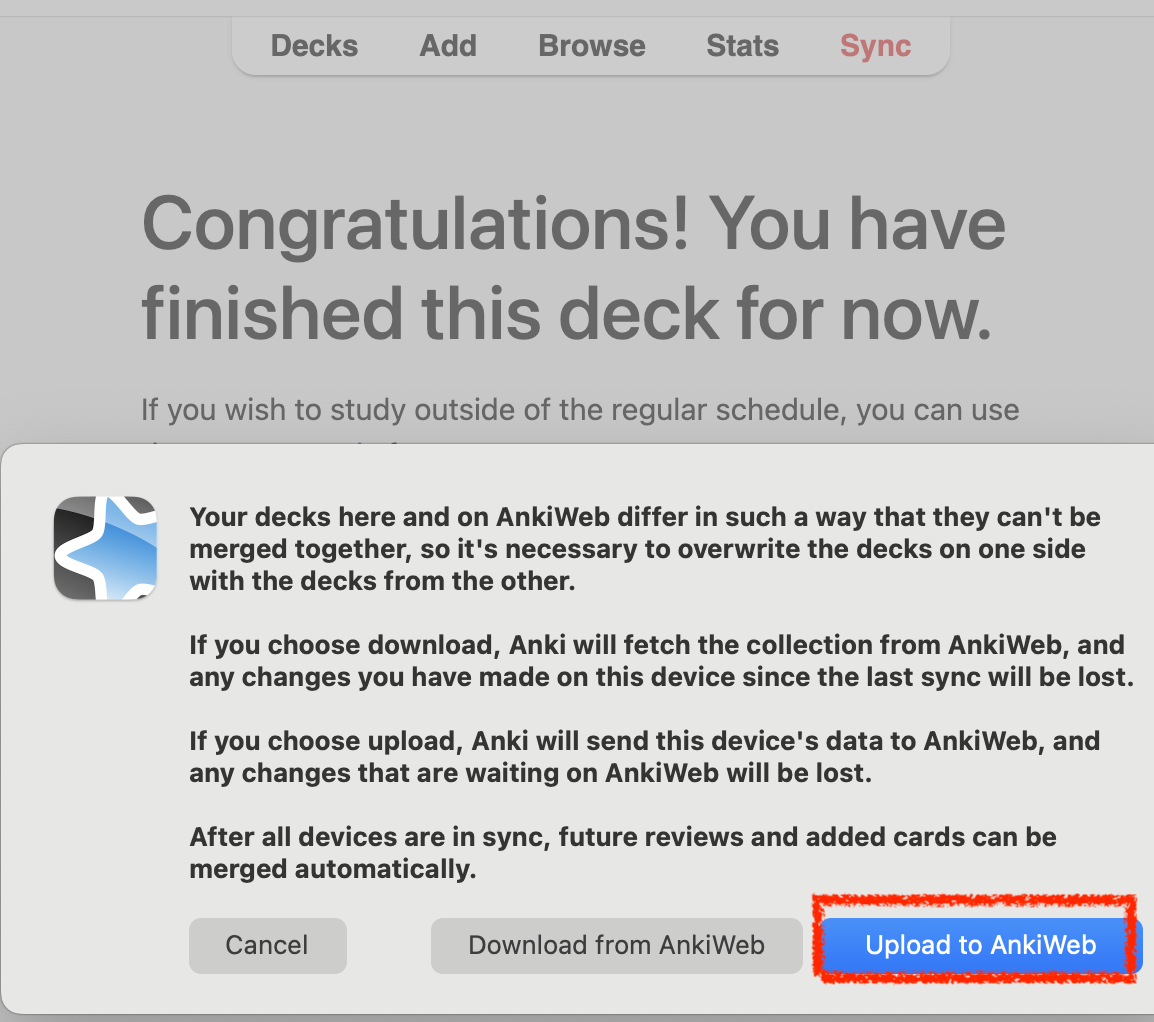 Decks Add Browse Stats Sync
Congratulations! You have
finished this deck for now.
If you wish to study outside of the regular schedule, you can use
Your decks here and on AnkiWeb differ in such a way that they can't be
merged together, so it's necessary to overwrite the decks on one side
with the decks from the other.
If you choose download, Anki will fetch the collection from AnkiWeb, and
any changes you have made on this device since the last sync will be lost.
If you choose upload, Anki will send this device's data to AnkiWeb, and
any changes that are waiting on AnkiWeb will be lost.
After all devices are in sync, future reviews and added cards can be
merged automatically.
Cancel Download from AnkiWeb Upload to AnkiWeb